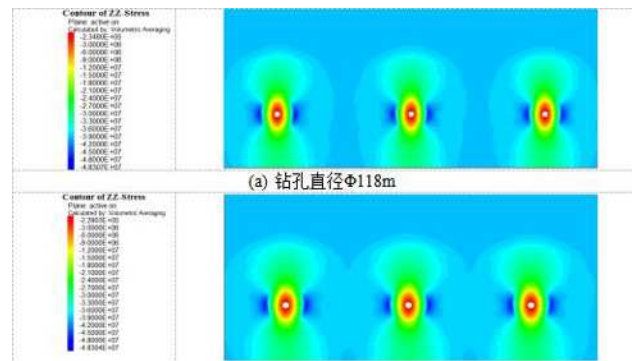 Contour of ZZ-Stress
Plane: active on
Calculated by: Volumetric Averaging
-3.0000E+06
-6.0000E+06
-9.0000E+06
-1.2000E+07
-1.5000E+07
-1.8000E+07
-2.1000E+07
-2.4000E+07
-2.7000E+07
-3.0000E+07
-3.3000E+07
-3.6000E+07
-3.9000E+07
-4.2000E+07
-4.5000E+07
-4.8000E+07
(a) 钻孔直径Φ118m
Contour of ZZ-Stress
Plane: active on
Calculated by: Volumetric Averaging
-3.0000E+06
-6.0000E+06
-9.0000E+06
-1.2000E+07
-1.5000E+07
-1.8000E+07
-2.1000E+07
-2.4000E+07
-2.7000E+07
-3.0000E+07
-3.3000E+07
-3.6000E+07
-3.9000E+07
-4.2000E+07
-4.5000E+07
-4.8000E+07